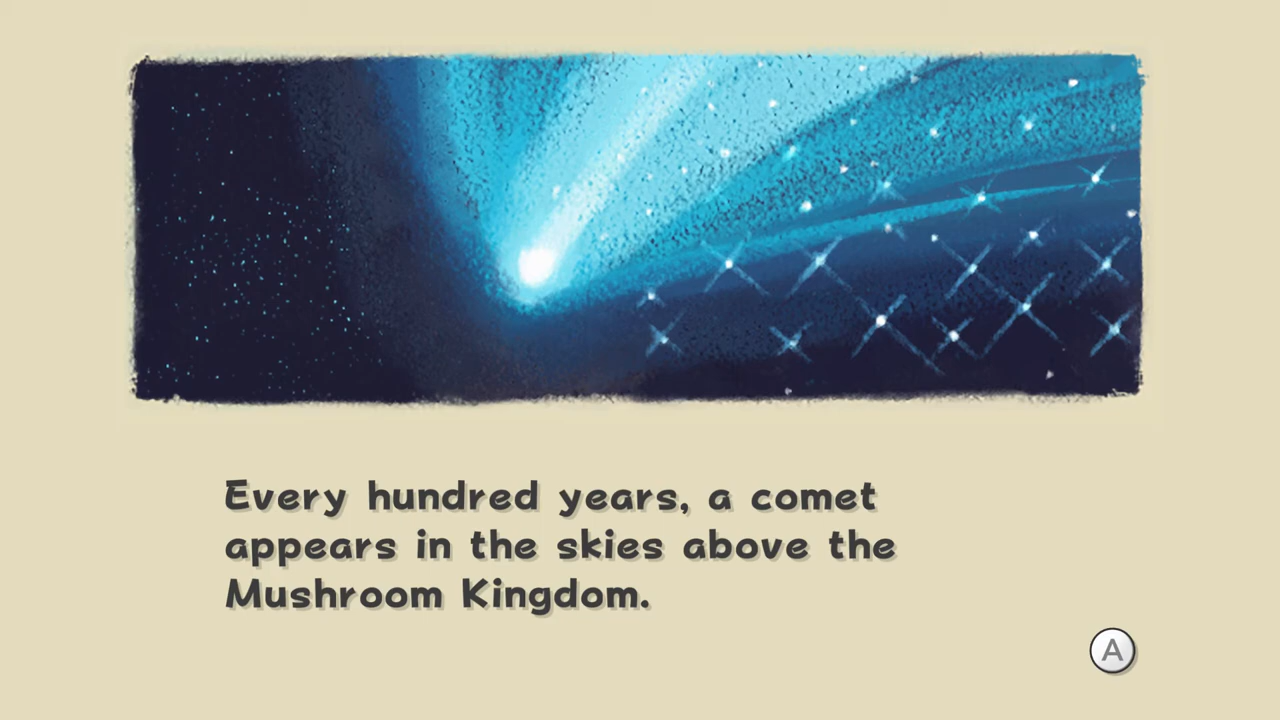 Every hundred years, a comet
appears in the skies above the
Mushroom Kingdom.
A